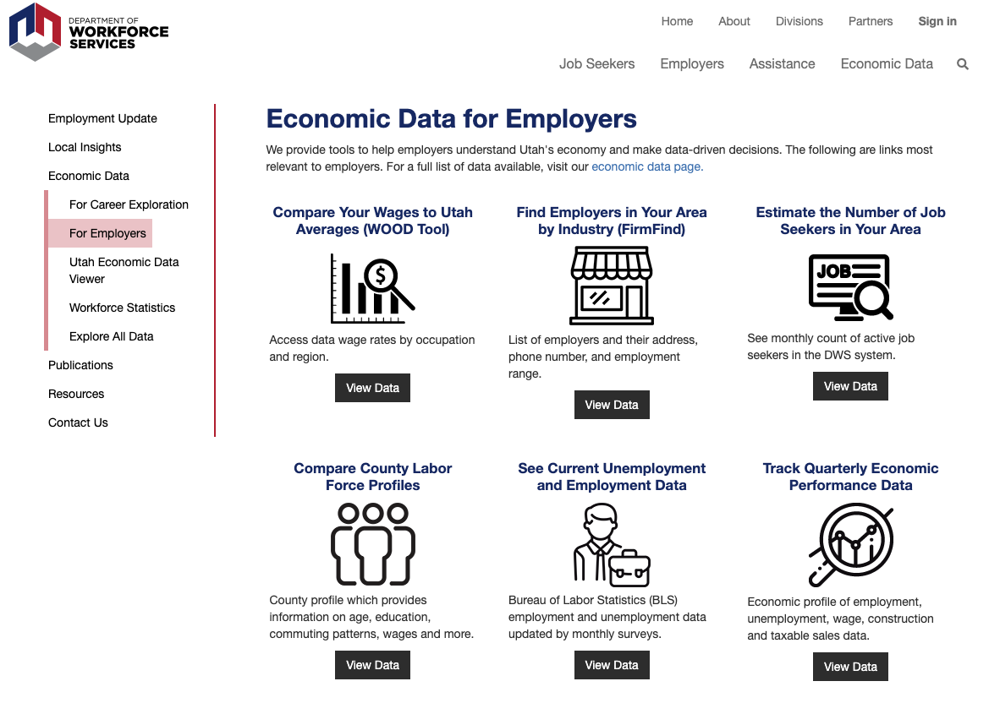 DEPARTMENT OF
WORKFORCE
SERVICES
Home About Divisions Partners Sign in
Job Seekers Employers Assistance Economic Data
Employment Update
Local Insights
Economic Data
For Career Exploration
For Employers
Utah Economic Data
Viewer
Workforce Statistics
Explore All Data
Publications
Resources
Contact Us
Economic Data for Employers
We provide tools to help employers understand Utah's economy and make data-driven decisions. The following are links most
relevant to employers. For a full list of data available, visit our economic data page.
Compare Your Wages to Utah
Averages (WOOD Tool)
$
Access data wage rates by occupation
and region.
View Data
Find Employers in Your Area
by Industry (FirmFind)
List of employers and their address,
phone number, and employment
range.
View Data
Estimate the Number of Job
Seekers in Your Area
JOB
See monthly count of active job
seekers in the DWS system.
View Data
Compare County Labor
Force Profiles
County profile which provides
information on age, education,
commuting patterns, wages and more.
View Data
See Current Unemployment
and Employment Data
Bureau of Labor Statistics (BLS)
employment and unemployment data
updated by monthly surveys.
View Data
Track Quarterly Economic
Performance Data
Economic profile of employment,
unemployment, wage, construction
and taxable sales data.
View Data